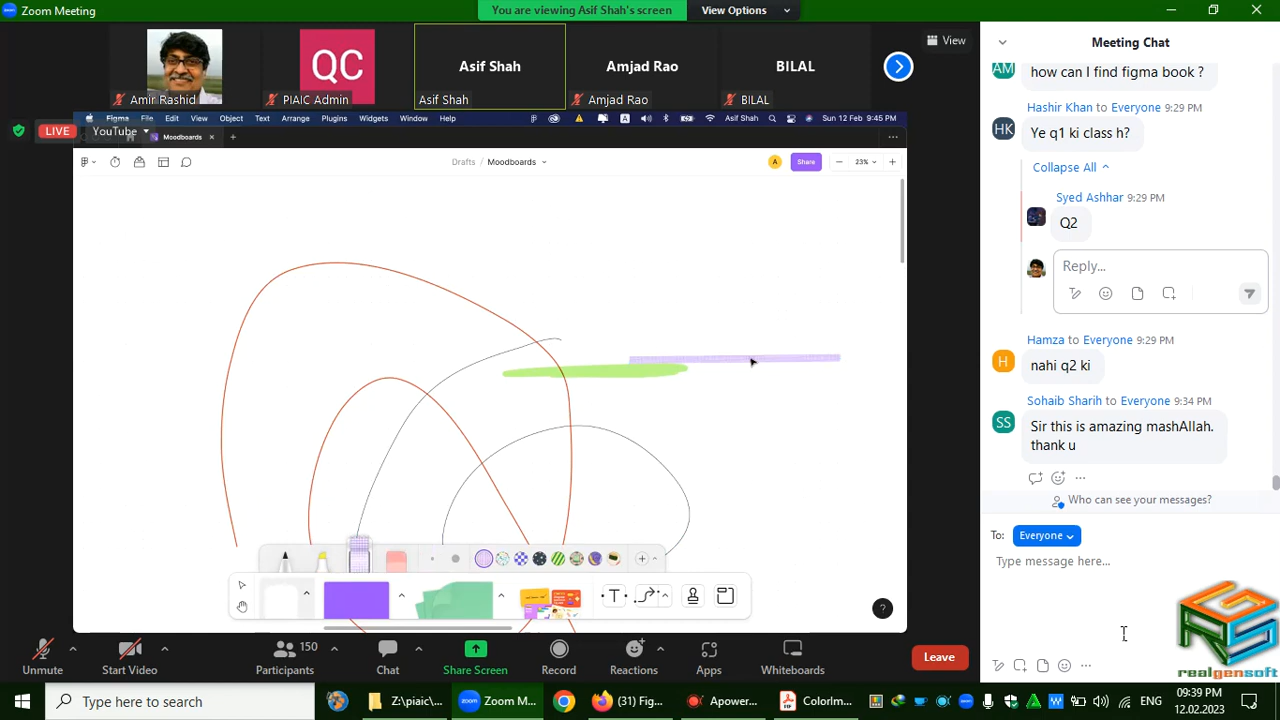 Zoom Meeting
You are viewing Asif Shah's screen
View Options
QC
Asif Shah
Amjad Rao
BILAL
View
Amir Rashid
PIAIC Admin
Asif Shah
Amjad Rao
BILAL
Figma File Edit View Object Text Arrange Plugins Widgets Window Help
A
Asif Shah
Sun 12 Feb 9:45 PM
LIVE
YouTube
Moodboards
Drafts / Moodboards
A
Share
23%
T
?
Meeting Chat
AM
how can I find figma book ?
Hashir Khan to Everyone 9:29 PM
HK
Ye q1 ki class h?
Collapse All
Syed Ashhar 9:29 PM
Q2
Reply...
Hamza to Everyone 9:29 PM
H
nahi q2 ki
Sohaib Sharih to Everyone 9:34 PM
SS
Sir this is amazing mashAllah.
thank u
Who can see your messages?
To: Everyone
Type message here...
realgensoft
Unmute
Start Video
150
Participants
Chat
Share Screen
Record
Reactions
Apps
Whiteboards
Leave
Type here to search
Z:\piaic\...
Zoom M...
(31) Fig...
Apower...
ColorIm...
ENG
09:39 PM
12.02.2023